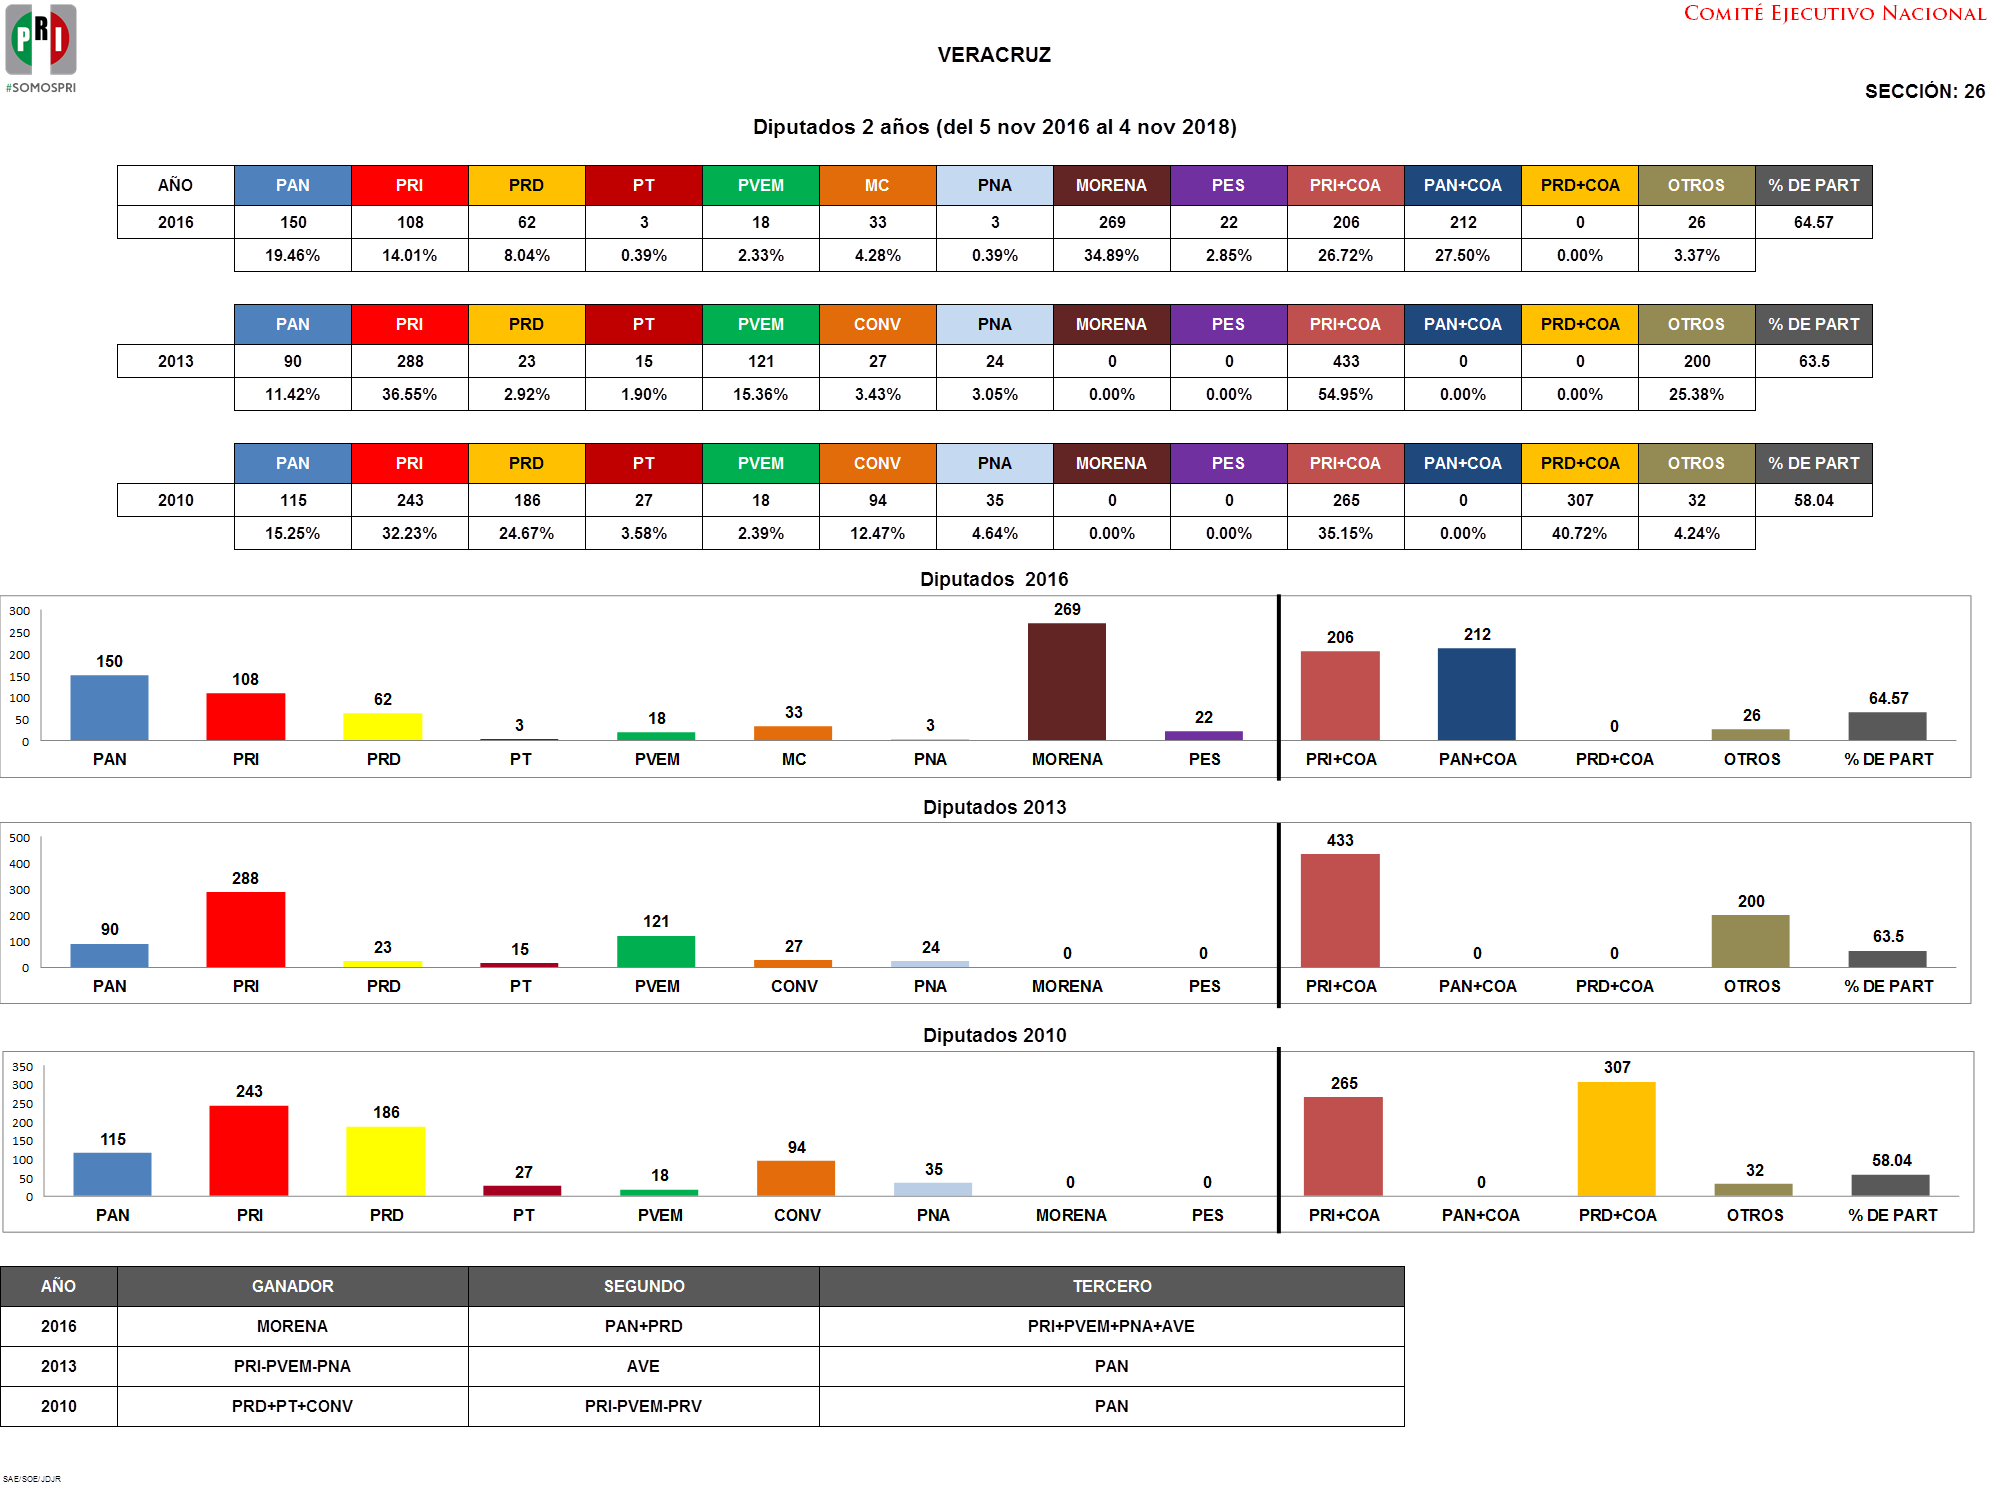 COMITÉ EJECUTIVO NACIONAL
PRI
#SOMOSPRI
VERACRUZ
SECCIÓN: 26
Diputados 2 años (del 5 nov 2016 al 4 nov 2018)
AÑO PAN PRI PRD PT PVEM MC PNA MORENA PES PRI+COA PAN+COA PRD+COA OTROS % DE PART
2016 150 108 62 3 18 33 3 269 22 206 212 0 26 64.57
19.46% 14.01% 8.04% 0.39% 2.33% 4.28% 0.39% 34.89% 2.85% 26.72% 27.50% 0.00% 3.37%
PAN PRI PRD PT PVEM CONV PNA MORENA PES PRI+COA PAN+COA PRD+COA OTROS % DE PART
2013 90 288 23 15 121 27 24 0 0 433 0 0 200 63.5
11.42% 36.55% 2.92% 1.90% 15.36% 3.43% 3.05% 0.00% 0.00% 54.95% 0.00% 0.00% 25.38%
PAN PRI PRD PT PVEM CONV PNA MORENA PES PRI+COA PAN+COA PRD+COA OTROS % DE PART
2010 115 243 186 27 18 94 35 0 0 265 0 307 32 58.04
15.25% 32.23% 24.67% 3.58% 2.39% 12.47% 4.64% 0.00% 0.00% 35.15% 0.00% 40.72% 4.24%
Diputados 2016
300
250
200
150
100
50
0
150 108 62 3 18 33 3 269 22 206 212 0 26 64.57
PAN PRI PRD PT PVEM MC PNA MORENA PES PRI+COA PAN+COA PRD+COA OTROS % DE PART
Diputados 2013
500
400
300
200
100
0
90 288 23 15 121 27 24 0 0 433 0 0 200 63.5
PAN PRI PRD PT PVEM CONV PNA MORENA PES PRI+COA PAN+COA PRD+COA OTROS % DE PART
Diputados 2010
350
300
250
200
150
100
50
0
115 243 186 27 18 94 35 0 0 265 0 307 32 58.04
PAN PRI PRD PT PVEM CONV PNA MORENA PES PRI+COA PAN+COA PRD+COA OTROS % DE PART
AÑO GANADOR SEGUNDO TERCERO
2016 MORENA PAN+PRD PRI+PVEM+PNA+AVE
2013 PRI-PVEM-PNA AVE PAN
2010 PRD+PT+CONV PRI-PVEM-PRV PAN
SAE/SOE/JDJR